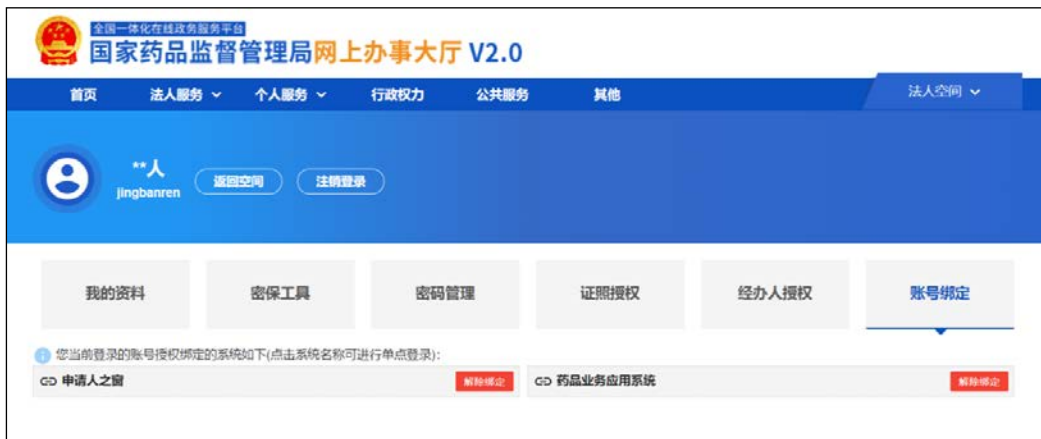 全国一体化在线政务服务平台
国家药品监督管理局网上办事大厅 V2.0
首页 法人服务 个人服务 行政权力 公共服务 其他 法人空间
**人
jingbanren
返回空间 注销登录
我的资料 密保工具 密码管理 证照授权 经办人授权 账号绑定
您当前登录的账号授权绑定的系统如下(点击系统名称可进行单点登录):
申请人之窗 解除绑定 药品业务应用系统 解除绑定